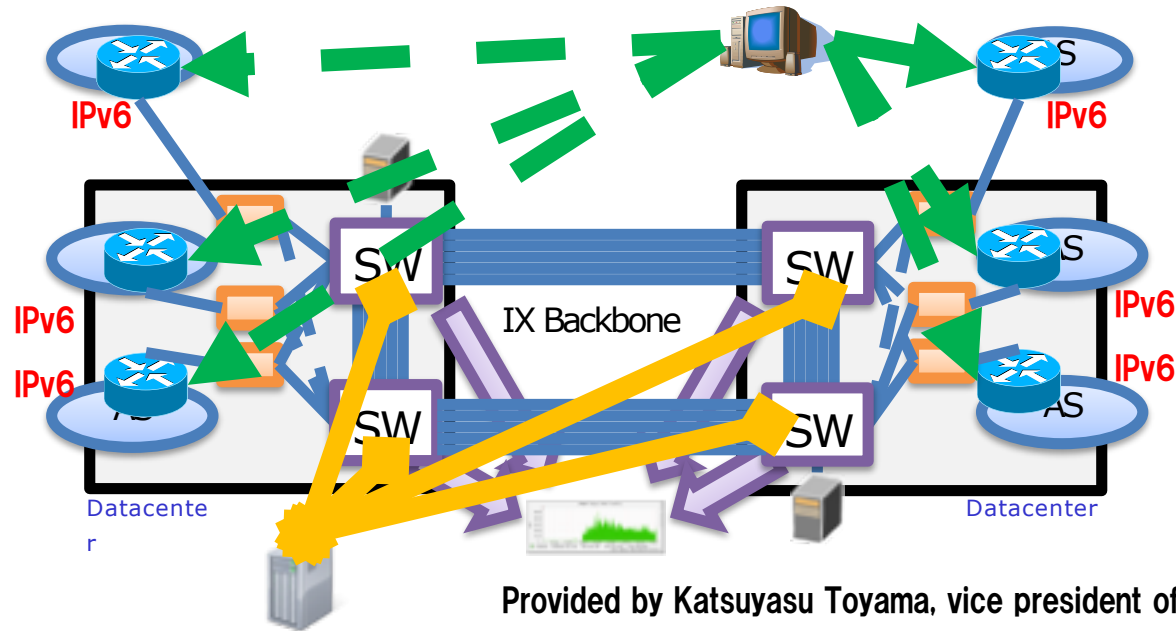 S
IPv6
IPv6
SW
SW
AS
IPv6
IX Backbone
IPv6
IPv6
IPv6
SW
SW
AS
Datacente
r
Datacenter
Provided by Katsuyasu Toyama, vice president of